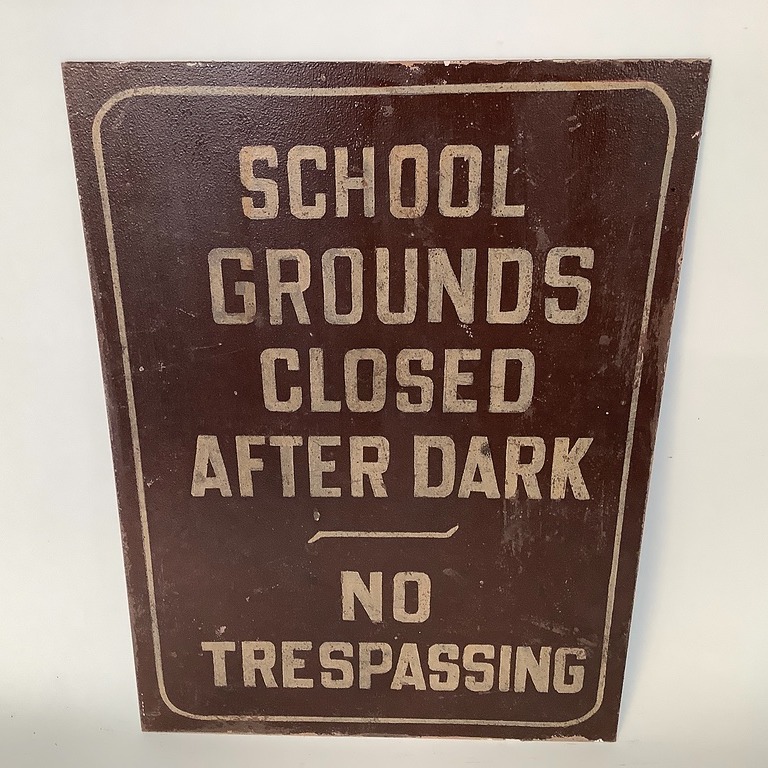 SCHOOL
GROUNDS
CLOSED
AFTER DARK
NO
TRESPASSING